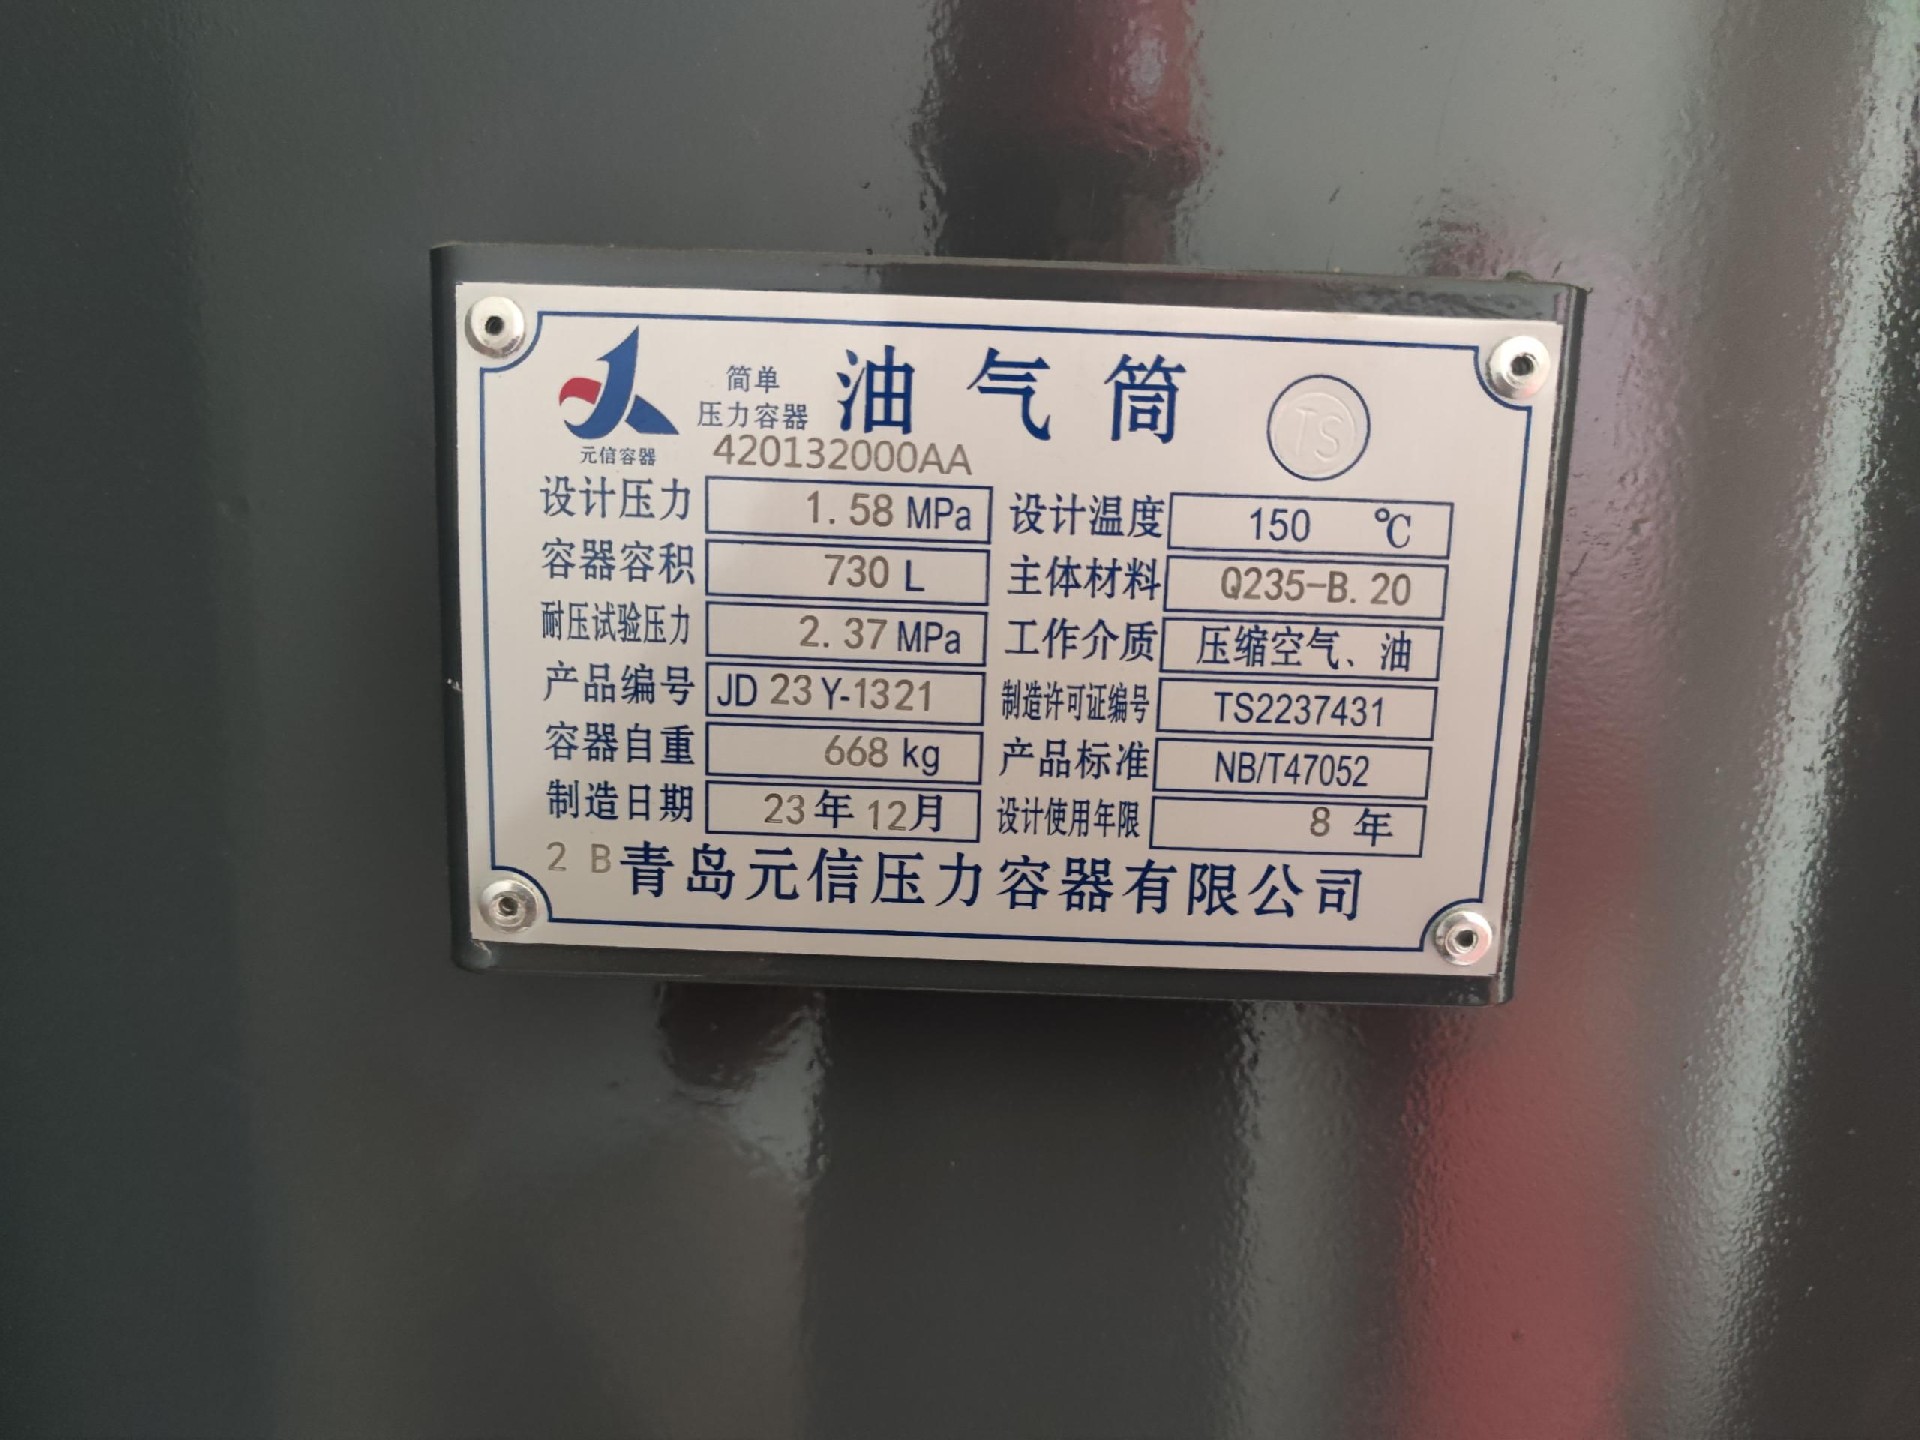 简单
压力容器
油气筒
TS
元信容器
420132000AA
设计压力 1.58 MPa 设计温度 150 ℃
容器容积 730 L 主体材料 Q235-B.20
耐压试验压力 2.37 MPa 工作介质 压缩空气、油
产品编号 JD 23 Y-1321 制造许可证编号 TS2237431
容器自重 668 kg 产品标准 NB/T47052
制造日期 23年12月 设计使用年限 8 年
2 B 青岛元信压力容器有限公司